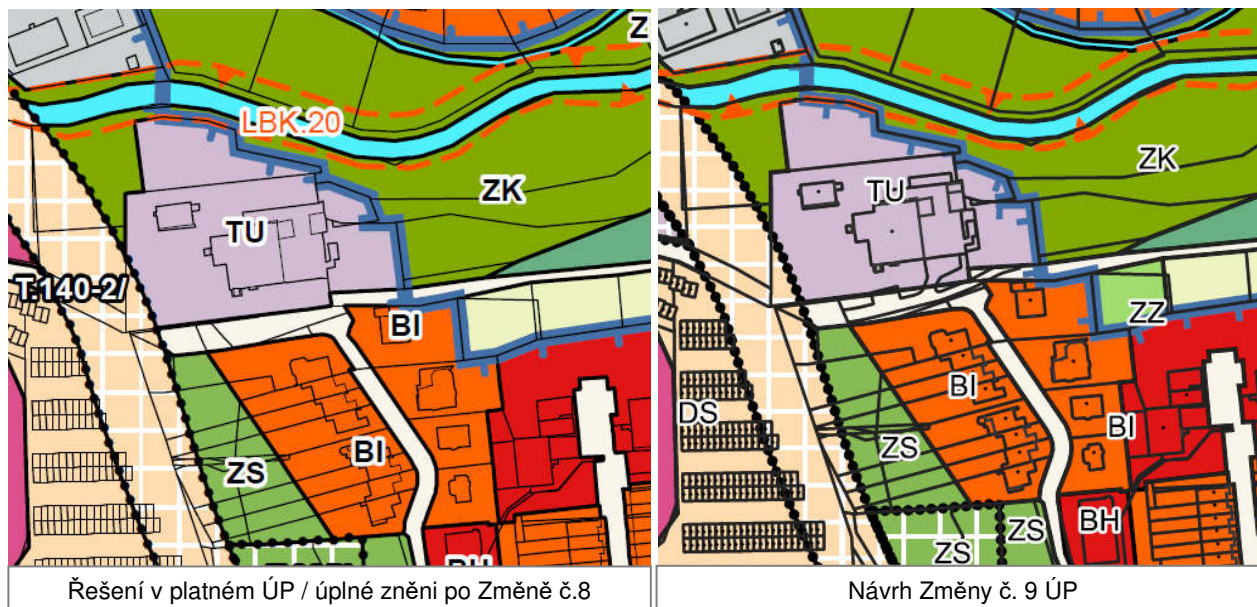 Z
LBK.20
ZK
TU
T.140-2/
BI
BI
ZS
BH
Řešení v platném ÚP / úplné zněni po Změně č.8
ZK
TU
ZZ
BI
DS
BI
ZS
ZS
BH
ZS
Návrh Změny č. 9 ÚP